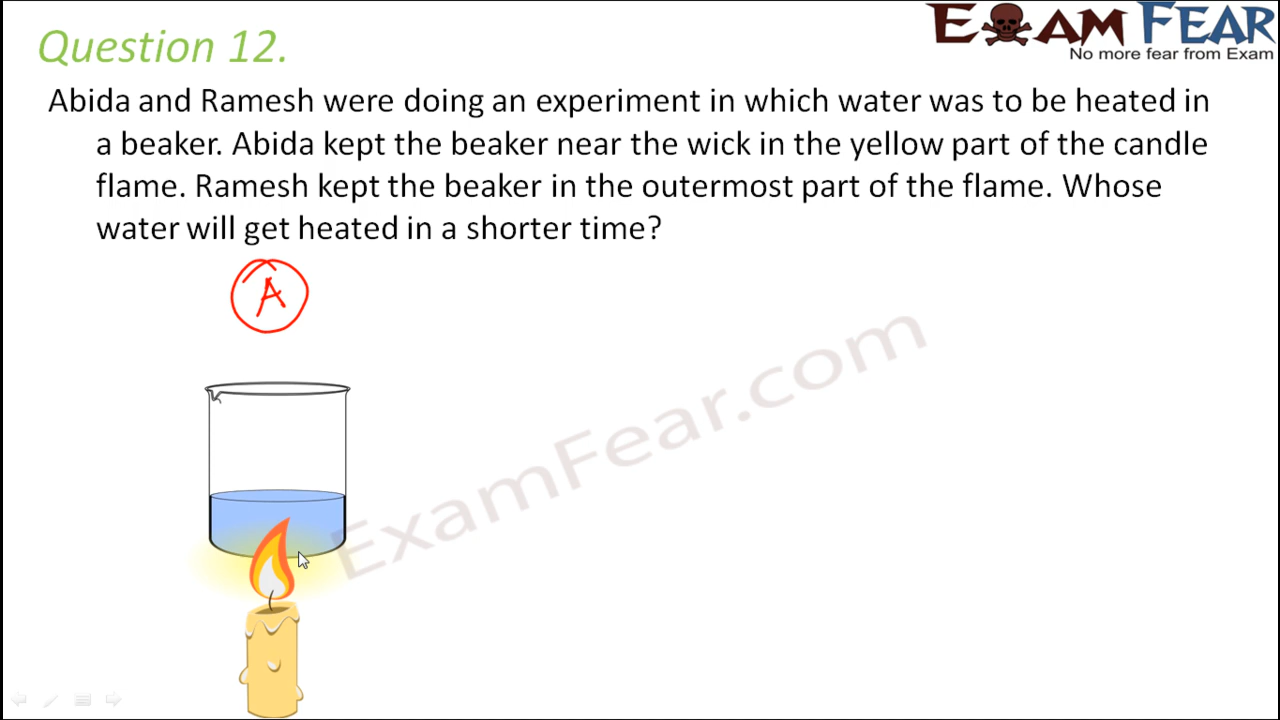 EXAM FEAR
No more fear from Exam
Question 12.
Abida and Ramesh were doing an experiment in which water was to be heated in
a beaker. Abida kept the beaker near the wick in the yellow part of the candle
flame. Ramesh kept the beaker in the outermost part of the flame. Whose
water will get heated in a shorter time?
A
ExamFear.com